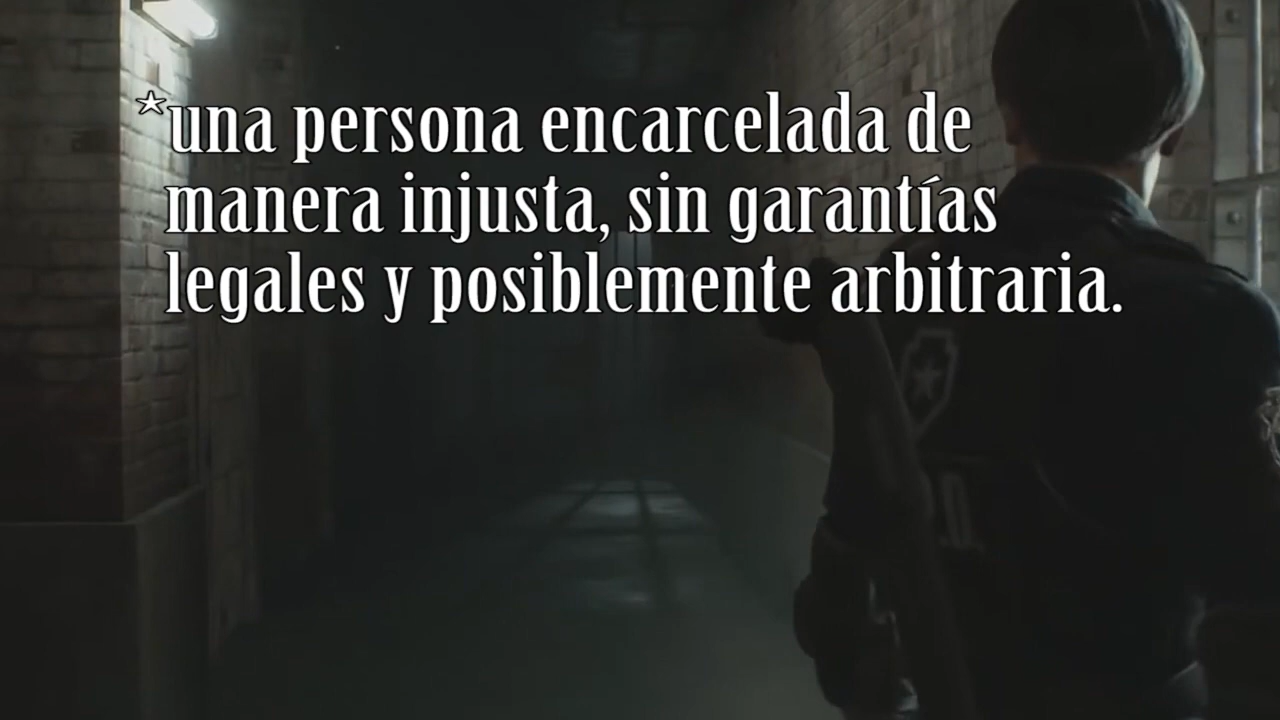 *una persona encarcelada de
manera injusta, sin garantías
legales y posiblemente arbitraria.